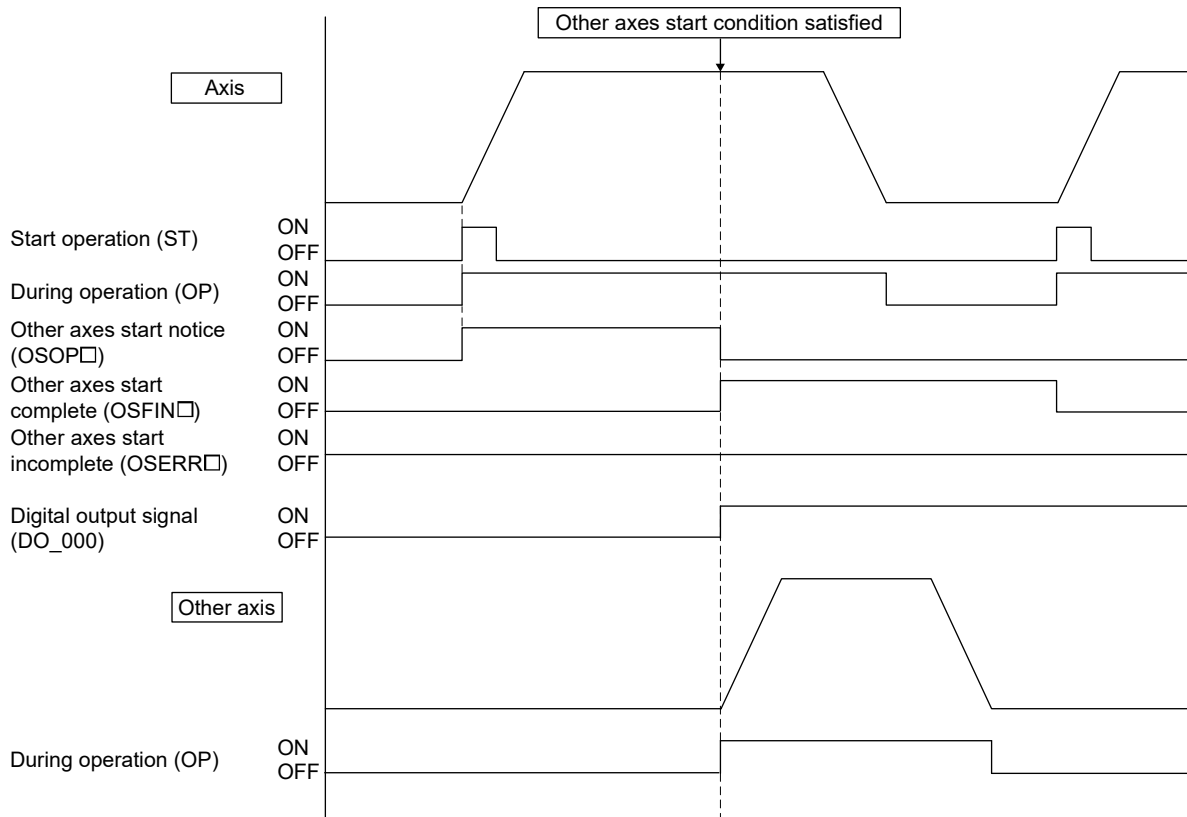 Other axes start condition satisfied
Axis
Start operation (ST)
ON
OFF
During operation (OP)
ON
OFF
Other axes start notice
(OSOP□)
ON
OFF
Other axes start
complete (OSFIN□)
ON
OFF
Other axes start
incomplete (OSERR□)
ON
OFF
Digital output signal
(DO_000)
ON
OFF
Other axis
During operation (OP)
ON
OFF